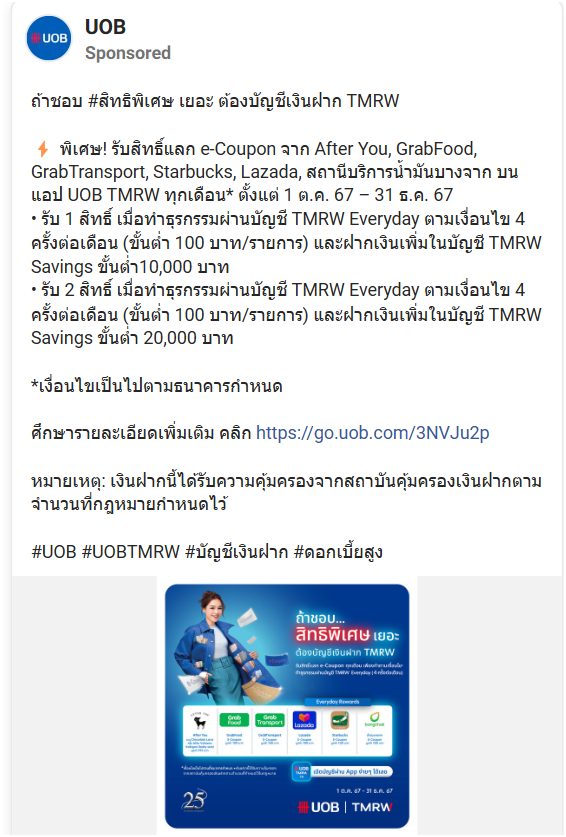 UOB
UOB
Sponsored
ถ้าชอบ #สิทธิพิเศษ เยอะ ต้องบัญชีเงินฝาก TMRW
⚡ พิเศษ! รับสิทธิ์แลก e-Coupon จาก After You, GrabFood,
GrabTransport, Starbucks, Lazada, สถานีบริการน้ำมันบางจาก บน
แอป UOB TMRW ทุกเดือน* ตั้งแต่ 1 ต.ค. 67 – 31 ธ.ค. 67
• รับ 1 สิทธิ์ เมื่อทำธุรกรรมผ่านบัญชี TMRW Everyday ตามเงื่อนไข 4
ครั้งต่อเดือน (ขั้นต่ำ 100 บาท/รายการ) และฝากเงินเพิ่มในบัญชี TMRW
Savings ขั้นต่ำ10,000 บาท
• รับ 2 สิทธิ์ เมื่อทำธุรกรรมผ่านบัญชี TMRW Everyday ตามเงื่อนไข 4
ครั้งต่อเดือน (ขั้นต่ำ 100 บาท/รายการ) และฝากเงินเพิ่มในบัญชี TMRW
Savings ขั้นต่ำ 20,000 บาท
*เงื่อนไขเป็นไปตามธนาคารกำหนด
ศึกษารายละเอียดเพิ่มเติม คลิก https://go.uob.com/3NVJu2p
หมายเหตุ: เงินฝากนี้ได้รับความคุ้มครองจากสถาบันคุ้มครองเงินฝากตาม
จำนวนที่กฎหมายกำหนดไว้
#UOB #UOBTMRW #บัญชีเงินฝาก #ดอกเบี้ยสูง
ถ้าชอบ...
สิทธิพิเศษ เยอะ
ต้องบัญชีเงินฝาก TMRW
Everyday Rewards
After You
Grab Food
GrabFood
Grab Transport
GrabTransport
Lazada
Lazada
Starbucks
bangchak
UOB TMRW
เปิดบัญชีผ่าน App ง่ายๆ ได้เลย
1 ต.ค. 67 - 31 ธ.ค. 67
25
UOB | TMRW